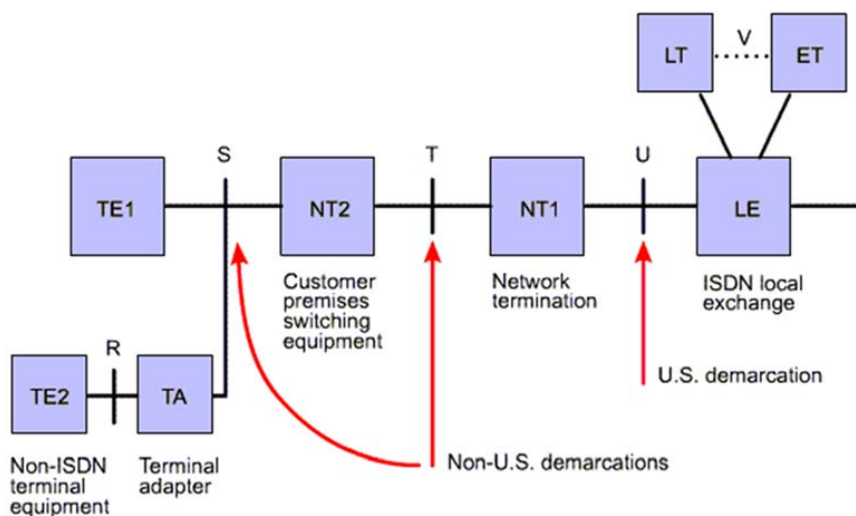 LT
V
ET
S
T
U
TE1
NT2
NT1
LE
Customer
premises
switching
equipment
Network
termination
ISDN local
exchange
R
TE2
TA
U.S. demarcation
Non-ISDN
terminal
equipment
Terminal
adapter
Non-U.S. demarcations